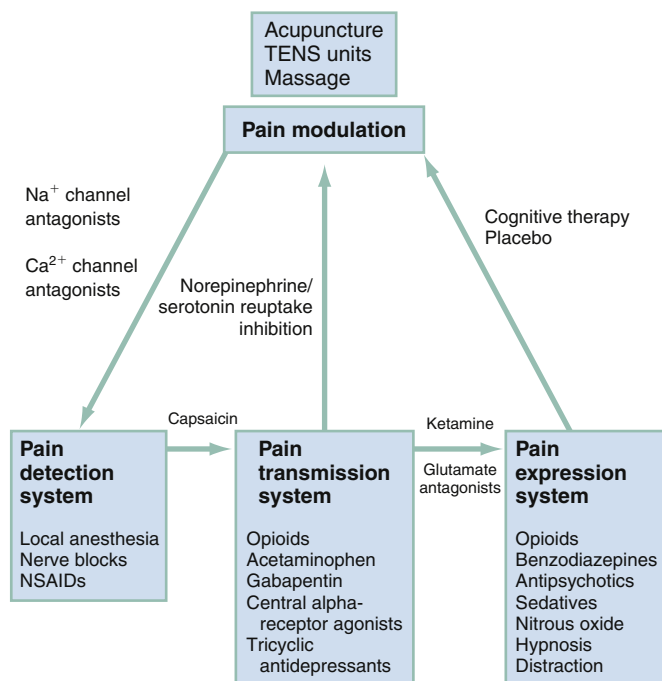 Acupuncture
TENS units
Massage
Pain modulation
Na⁺ channel
antagonists
Ca²⁺ channel
antagonists
Norepinephrine/
serotonin reuptake
inhibition
Cognitive therapy
Placebo
Capsaicin
Ketamine
Glutamate
antagonists
Pain
detection
system
Local anesthesia
Nerve blocks
NSAIDs
Pain
transmission
system
Opioids
Acetaminophen
Gabapentin
Central alpha-
receptor agonists
Tricyclic
antidepressants
Pain
expression
system
Opioids
Benzodiazepines
Antipsychotics
Sedatives
Nitrous oxide
Hypnosis
Distraction